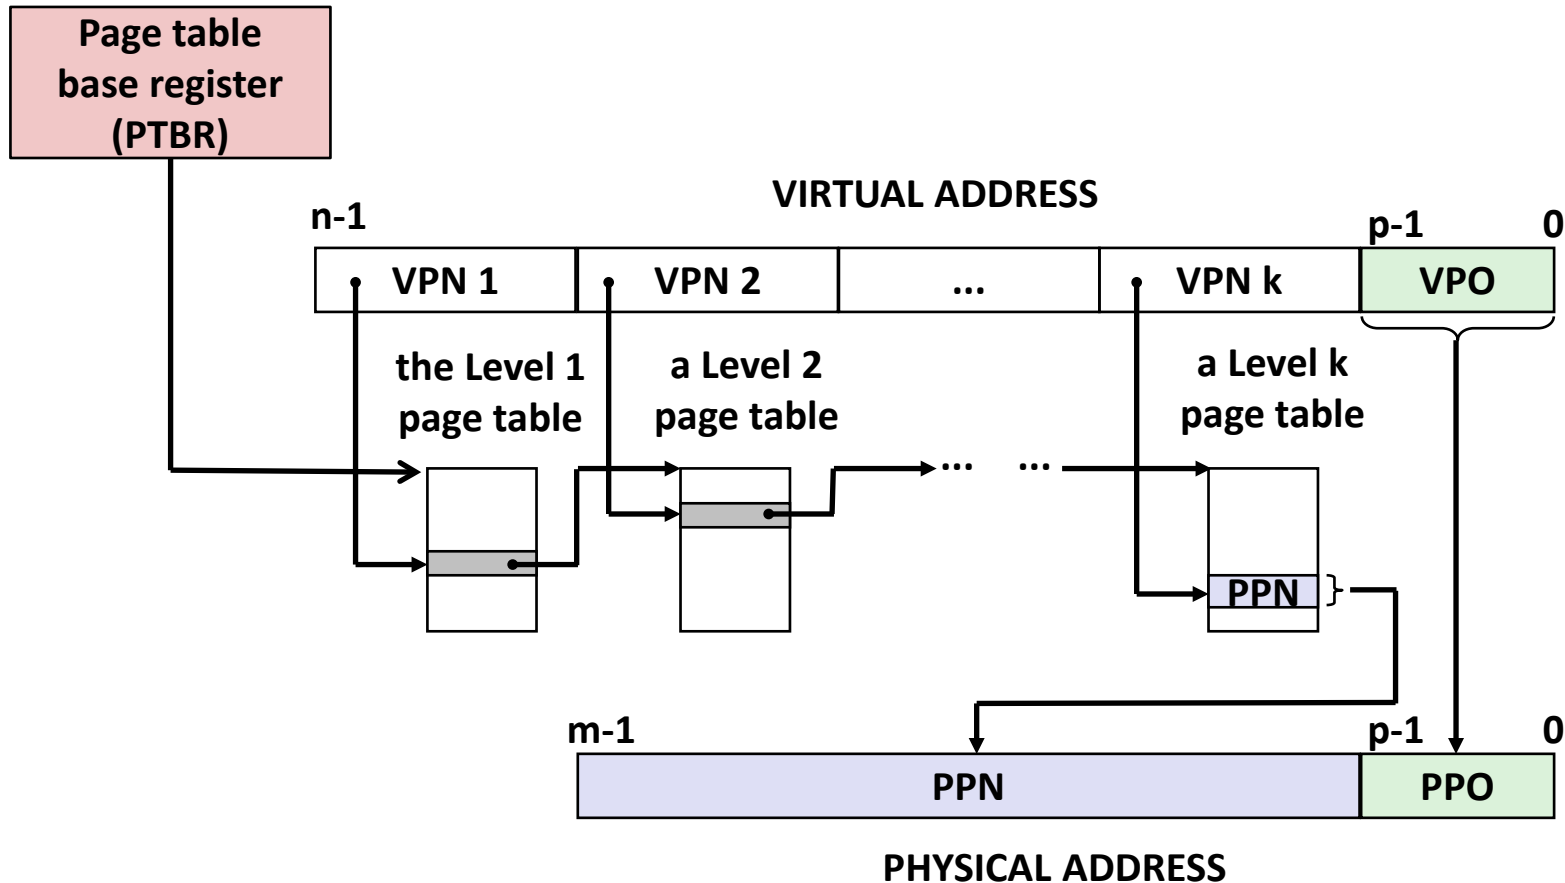 Page table
base register
(PTBR)
VIRTUAL ADDRESS
n-1
p-1 0
VPN 1 VPN 2 ... VPN k VPO
the Level 1
page table
a Level 2
page table
a Level k
page table
... ...
PPN
m-1
p-1 0
PPN PPO
PHYSICAL ADDRESS